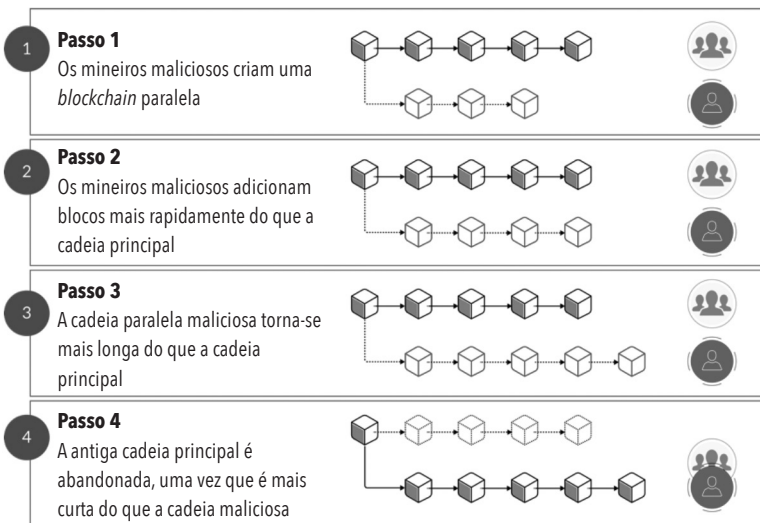 1
Passo 1
Os mineiros maliciosos criam uma
blockchain paralela
2
Passo 2
Os mineiros maliciosos adicionam
blocos mais rapidamente do que a
cadeia principal
3
Passo 3
A cadeia paralela maliciosa torna-se
mais longa do que a cadeia
principal
4
Passo 4
A antiga cadeia principal é
abandonada, uma vez que é mais
curta do que a cadeia maliciosa